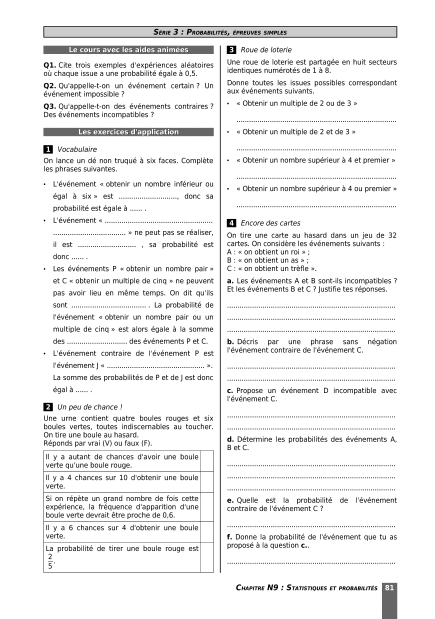 Série 3 : Probabilités, épreuves simples
Le cours avec les aides animées
Q1. Cite trois exemples d'expériences aléatoires
où chaque issue a une probabilité égale à 0,5.
Q2. Qu'appelle-t-on un événement certain ? Un
événement impossible ?
Q3. Qu'appelle-t-on des événements contraires ?
Des événements incompatibles ?
Les exercices d'application
1 Vocabulaire
On lance un dé non truqué à six faces. Complète
les phrases suivantes.
• L'événement « obtenir un nombre inférieur ou
égal à six » est ..........................., donc sa
probabilité est égale à ...... .
• L'événement « ..................................................
................................. » ne peut pas se réaliser,
il est ........................... , sa probabilité est
donc ...... .
• Les événements P « obtenir un nombre pair »
et C « obtenir un multiple de cinq » ne peuvent
pas avoir lieu en même temps. On dit qu'ils
sont ................................. . La probabilité de
l'événement « obtenir un nombre pair ou un
multiple de cinq » est alors égale à la somme
des ............................ des événements P et C.
• L'événement contraire de l'événement P est
l'événement J « ............................................. ».
La somme des probabilités de P et de J est donc
égal à ...... .
2 Un peu de chance !
Une urne contient quatre boules rouges et six
boules vertes, toutes indiscernables au toucher.
On tire une boule au hasard.
Réponds par vrai (V) ou faux (F).
Il y a autant de chances d'avoir une boule
verte qu'une boule rouge.
Il y a 4 chances sur 10 d'obtenir une boule
verte.
Si on répète un grand nombre de fois cette
expérience, la fréquence d'apparition d'une
boule verte devrait être proche de 0,6.
Il y a 6 chances sur 4 d'obtenir une boule
verte.
La probabilité de tirer une boule rouge est
2
5.
3 Roue de loterie
Une roue de loterie est partagée en huit secteurs
identiques numérotés de 1 à 8.
Donne toutes les issues possibles correspondant
aux événements suivants.
• « Obtenir un multiple de 2 ou de 3 »
..........................................................................
• « Obtenir un multiple de 2 et de 3 »
..........................................................................
• « Obtenir un nombre supérieur à 4 et premier »
..........................................................................
• « Obtenir un nombre supérieur à 4 ou premier »
..........................................................................
4 Encore des cartes
On tire une carte au hasard dans un jeu de 32
cartes. On considère les événements suivants :
A : « on obtient un roi » ;
B : « on obtient un as » ;
C : « on obtient un trèfle ».
a. Les événements A et B sont-ils incompatibles ?
Et les événements B et C ? Justifie tes réponses.
..............................................................................
..............................................................................
..............................................................................
b. Décris par une phrase sans négation
l'événement contraire de l'événement C.
..............................................................................
..............................................................................
c. Propose un événement D incompatible avec
l'événement C.
..............................................................................
..............................................................................
d. Détermine les probabilités des événements A,
B et C.
..............................................................................
..............................................................................
..............................................................................
e. Quelle est la probabilité de l'événement
contraire de l'événement C ?
..............................................................................
f. Donne la probabilité de l'événement que tu as
proposé à la question c..
..............................................................................
Chapitre N9 : Statistiques et probabilités 81